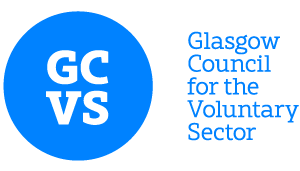 GC
VS
Glasgow
Council
for the
Voluntary
Sector